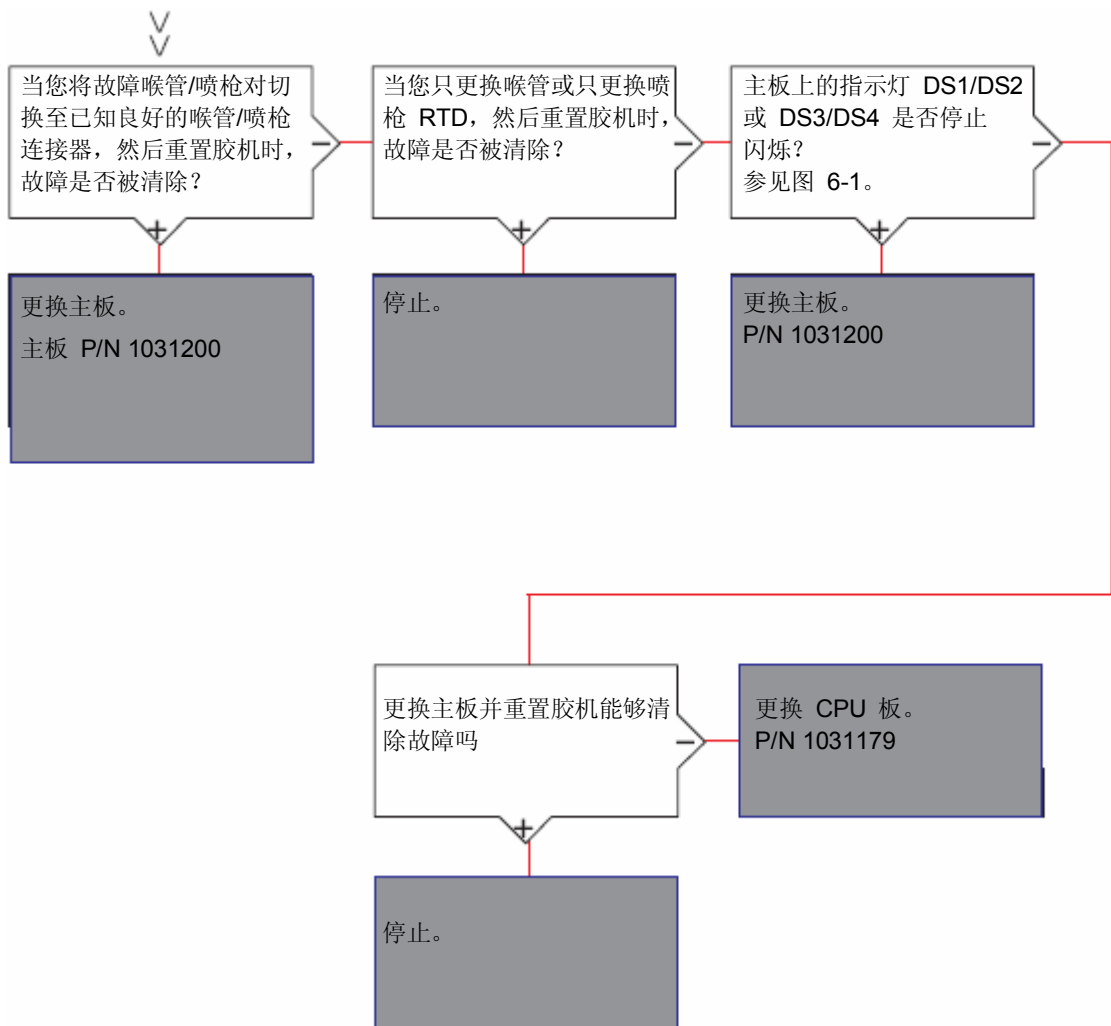 当您将故障喉管/喷枪对切
换至已知良好的喉管/喷枪
连接器，然后重置胶机时，
故障是否被清除？
当您只更换喉管或只更换喷
枪 RTD，然后重置胶机时，
故障是否被清除？
主板上的指示灯 DS1/DS2
或 DS3/DS4 是否停止
闪烁？
参见图 6-1。
更换主板。
主板 P/N 1031200
停止。
更换主板。
P/N 1031200
更换主板并重置胶机能够清
除故障吗
更换 CPU 板。
P/N 1031179
停止。